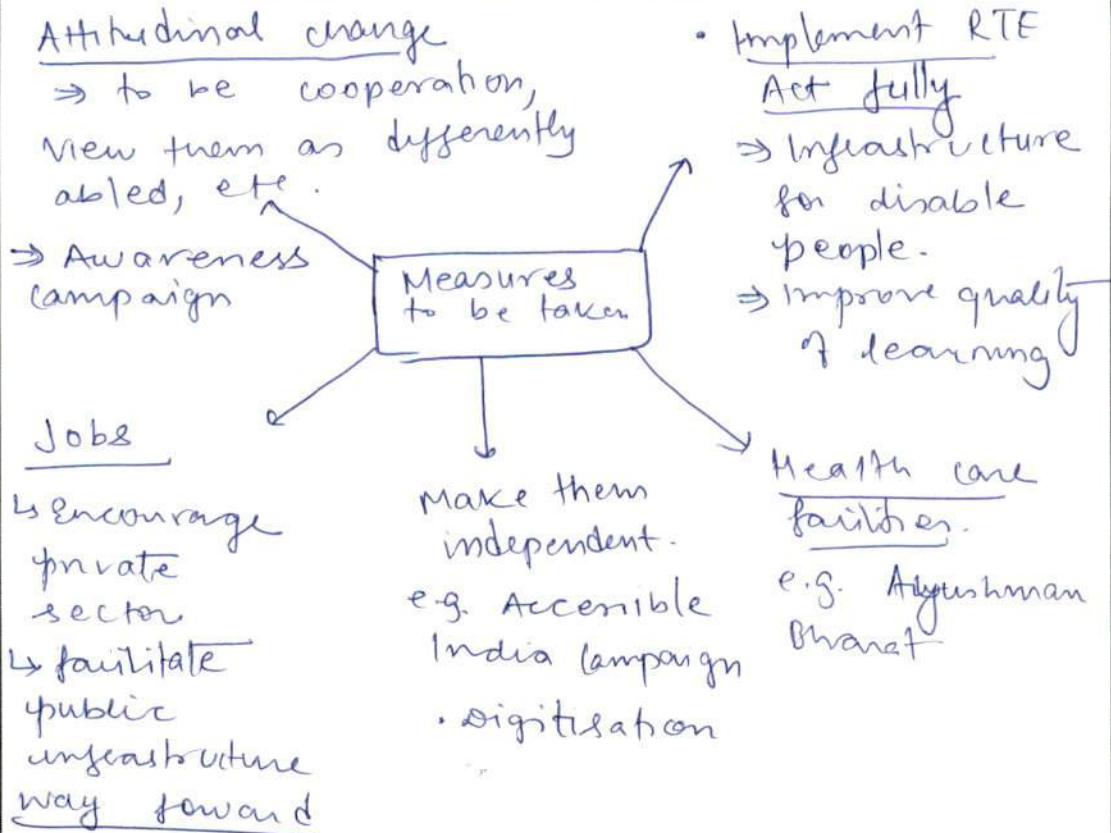 Attitudinal change
⇒ to be cooperation,
view them as differently
abled, etc.
⇒ Awareness
campaign
• Implement RTE
Act fully
⇒ Infrastructure
for disable
people.
⇒ Improve quality
of learning
Measures
to be taken
Jobs
↳ Encourage
private
sector
↳ facilitate
public
infrastructure
Make them
independent.
e.g. Accessible
India Campaign
• Digitisation
Health care
facilities.
e.g. Ayushman
Bharat
way forward